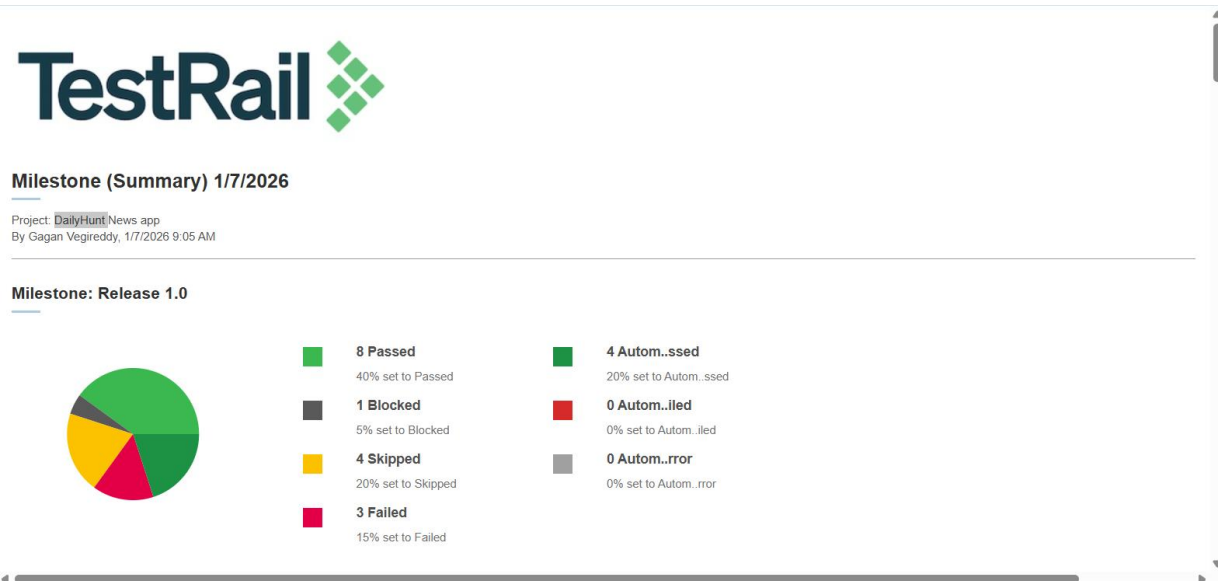 TestRail
Milestone (Summary) 1/7/2026
Project: DailyHunt News app
By Gagan Vegireddy, 1/7/2026 9:05 AM
Milestone: Release 1.0
8 Passed
40% set to Passed
1 Blocked
5% set to Blocked
4 Skipped
20% set to Skipped
3 Failed
15% set to Failed
4 Autom..ssed
20% set to Autom..ssed
0 Autom..iled
0% set to Autom..iled
0 Autom..rror
0% set to Autom..rror